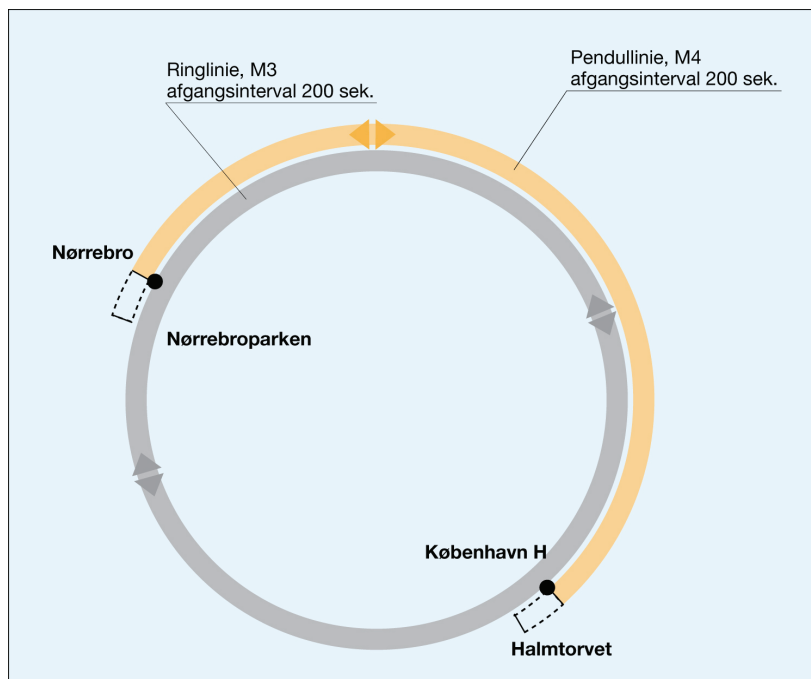 Ringlinie, M3
afgangsinterval 200 sek.
Pendullinie, M4
afgangsinterval 200 sek.
Nørrebro
Nørrebroparken
København H
Halmtorvet